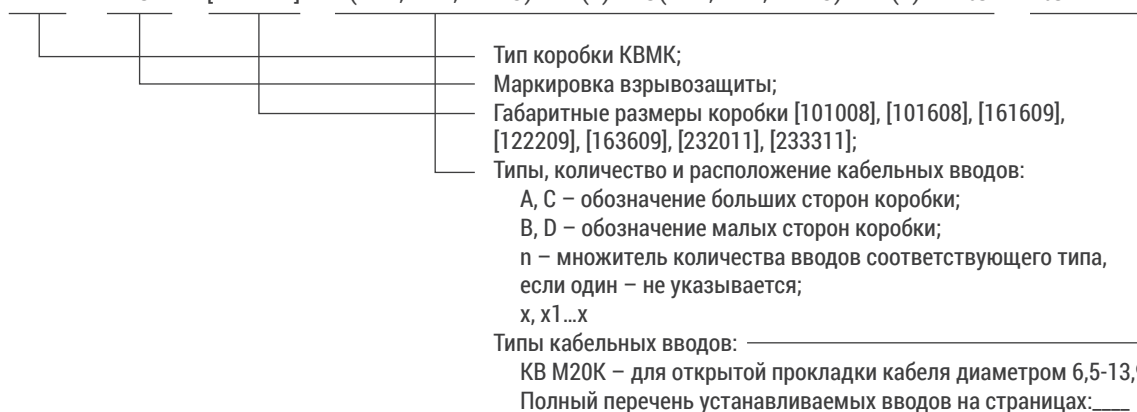 Тип коробки КВМК;
Маркировка взрывозащиты;
Габаритные размеры коробки [101008], [101608], [161609],
[122209], [163609], [232011], [233311];
Типы, количество и расположение кабельных вводов:
A, C – обозначение больших сторон коробки;
B, D – обозначение малых сторон коробки;
n – множитель количества вводов соответствующего типа,
если один – не указывается;
x, x1...x
Типы кабельных вводов:
КВ М20К – для открытой прокладки кабеля диаметром 6,5-13,
Полный перечень устанавливаемых вводов на страницах:____